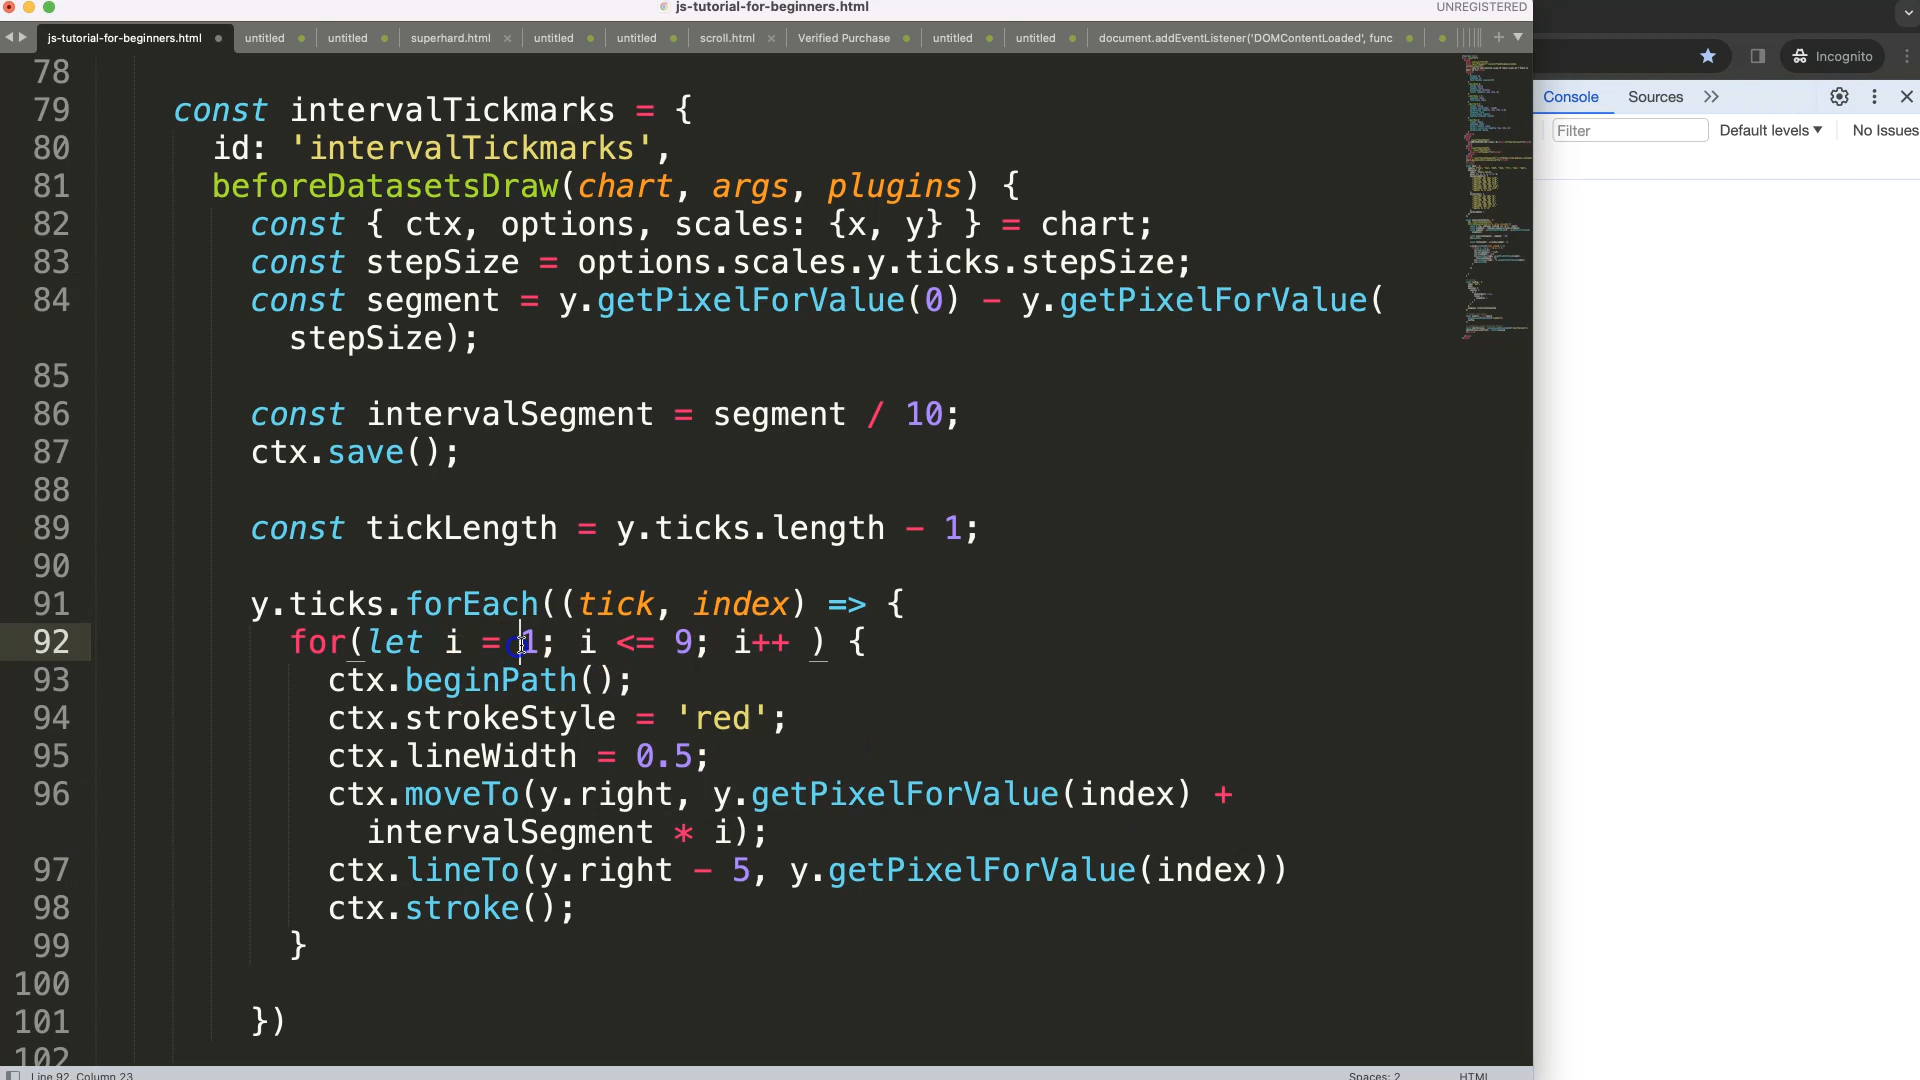 js-tutorial-for-beginners.html
UNREGISTERED
js-tutorial-for-beginners.html untitled untitled superhard.html untitled untitled scroll.html Verified Purchase untitled untitled document.addEventListener('DOMContentLoaded', func
Incognito
Console Sources
Filter Default levels ▼ No Issues
78
79 const intervalTickmarks = {
80 id: 'intervalTickmarks',
81 beforeDatasetsDraw(chart, args, plugins) {
82 const { ctx, options, scales: {x, y} } = chart;
83 const stepSize = options.scales.y.ticks.stepSize;
84 const segment = y.getPixelForValue(0) - y.getPixelForValue(
stepSize);
85
86 const intervalSegment = segment / 10;
87 ctx.save();
88
89 const tickLength = y.ticks.length - 1;
90
91 y.ticks.forEach((tick, index) => {
92 for(let i = 1; i <= 9; i++ ) {
93 ctx.beginPath();
94 ctx.strokeStyle = 'red';
95 ctx.lineWidth = 0.5;
96 ctx.moveTo(y.right, y.getPixelForValue(index) +
intervalSegment * i);
97 ctx.lineTo(y.right - 5, y.getPixelForValue(index))
98 ctx.stroke();
99 }
100
101 })
102
Line 92, Column 23
Spaces: 2
HTML